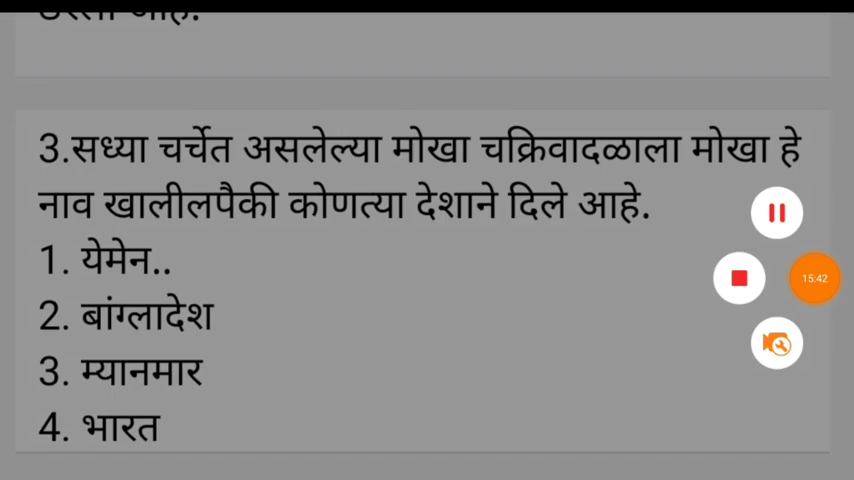 3.सध्या चर्चेत असलेल्या मोखा चक्रिवादळाला मोखा हे
नाव खालीलपैकी कोणत्या देशाने दिले आहे.
1. येमेन..
2. बांग्लादेश
3. म्यानमार
4. भारत
15:42